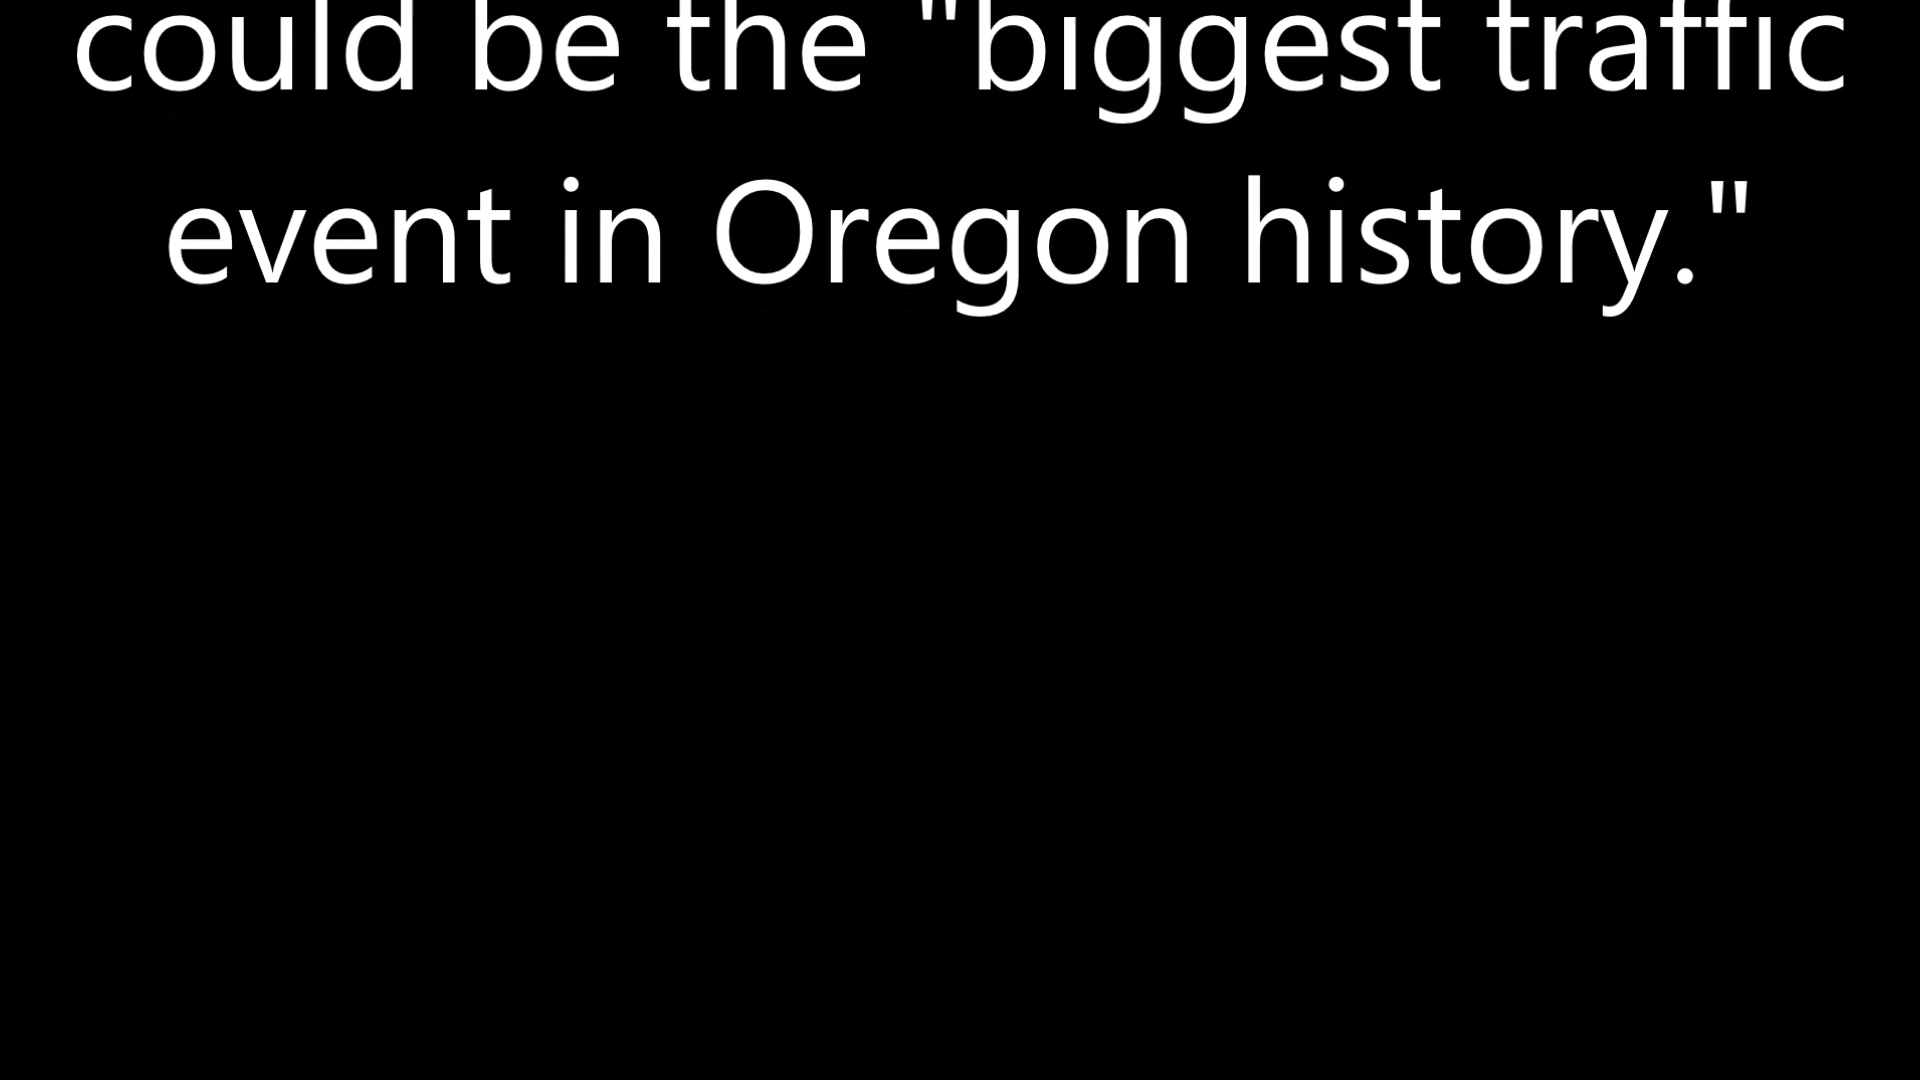 could be the "biggest traffic
event in Oregon history."